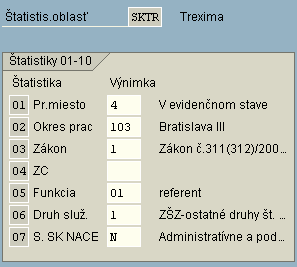 Štatistis.oblasť SKTR Trexima
Štatistiky 01-10
Štatistika Výnimka
01 Pr.miesto 4 V evidenčnom stave
02 Okres prac 103 Bratislava III
03 Zákon 1 Zákon č.311(312)/200…
04 ZC
05 Funkcia 01 referent
06 Druh služ. 1 ZŠZ-ostatné druhy št. …
07 S. SK NACE N Administratívne a pod…